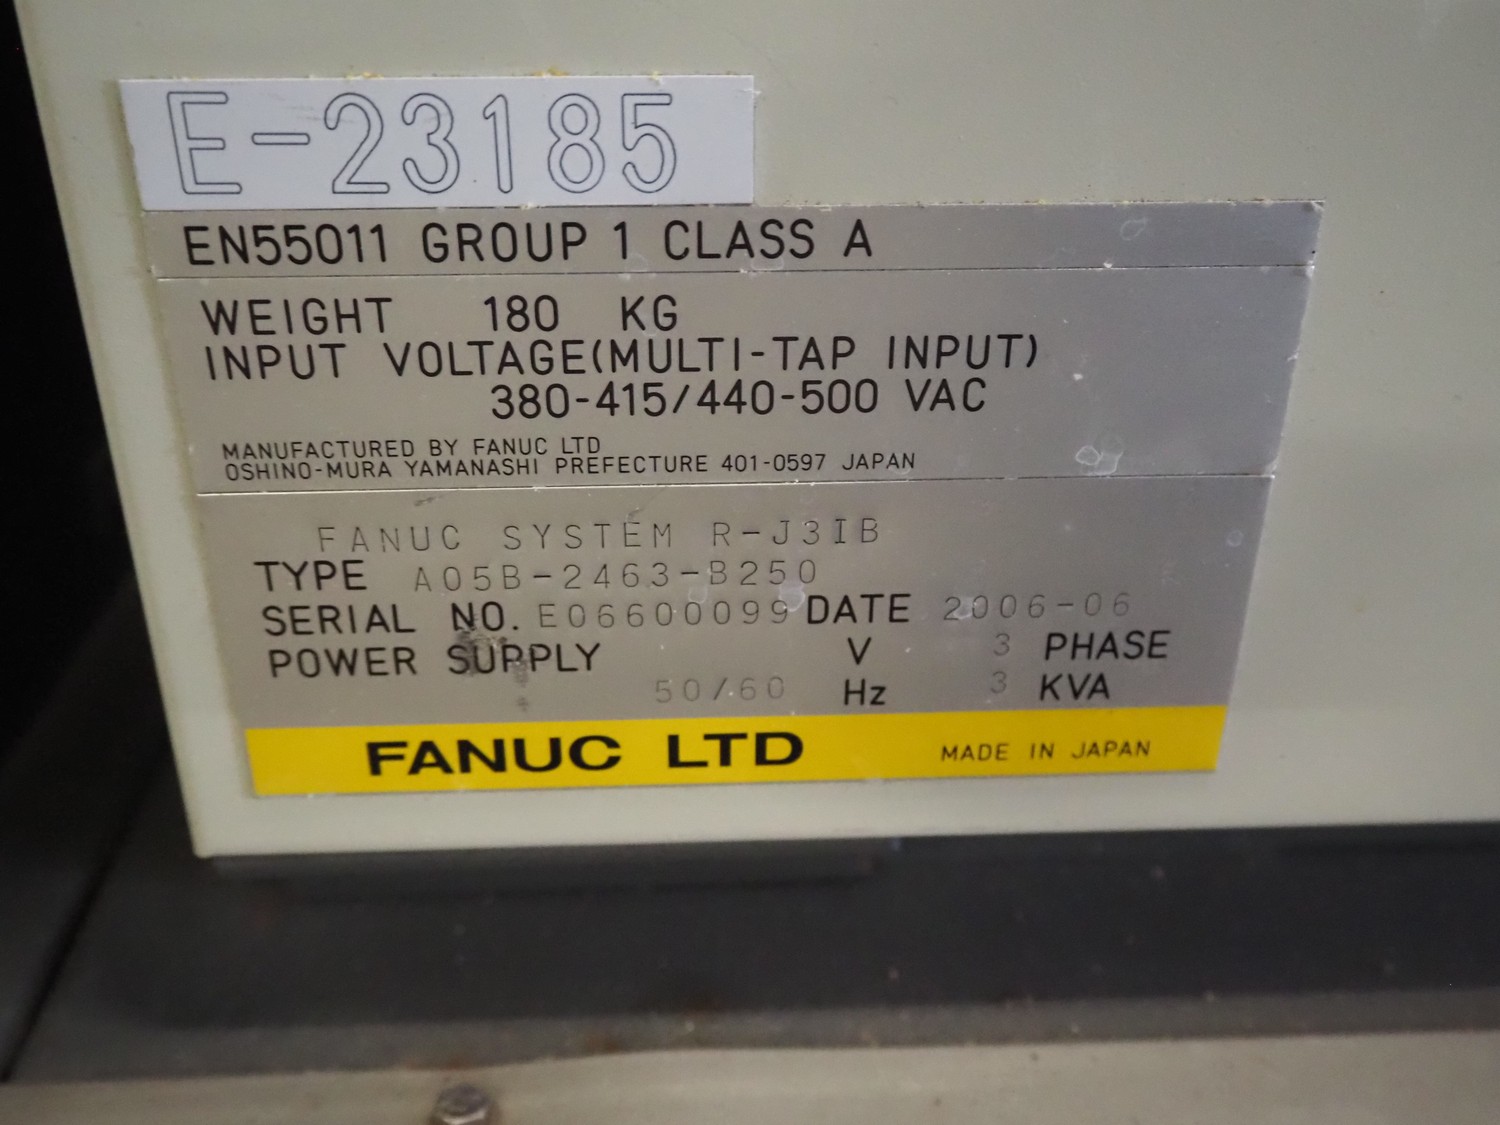 E-23185
EN55011 GROUP 1 CLASS A
WEIGHT 180 KG
INPUT VOLTAGE(MULTI-TAP INPUT)
380-415/440-500 VAC
MANUFACTURED BY FANUC LTD
OSHINO-MURA YAMANASHI PREFECTURE 401-0597 JAPAN
FANUC SYSTEM R-J3IB
TYPE A05B-2463-B250
SERIAL NO. E06600099 DATE 2006-06
POWER SUPPLY V 3 PHASE
50/60 Hz 3 KVA
FANUC LTD MADE IN JAPAN